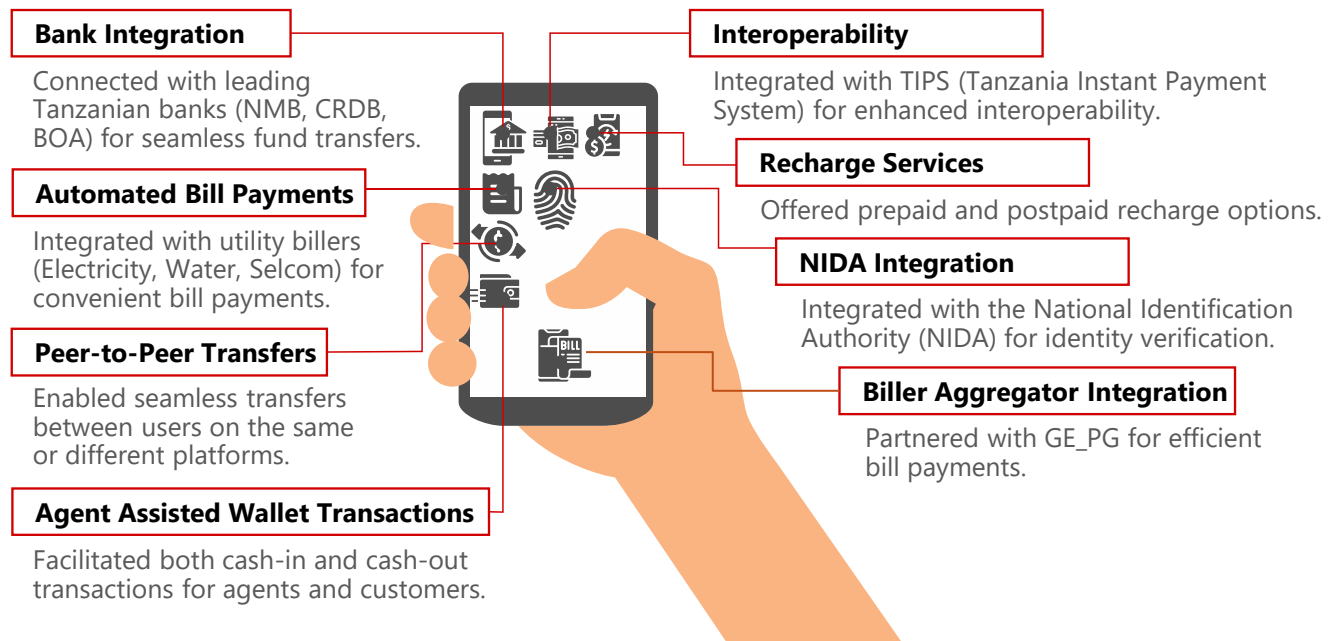 Bank Integration
Connected with leading
Tanzanian banks (NMB, CRDB,
BOA) for seamless fund transfers.
Automated Bill Payments
Integrated with utility billers
(Electricity, Water, Selcom) for
convenient bill payments.
Peer-to-Peer Transfers
Enabled seamless transfers
between users on the same
or different platforms.
Agent Assisted Wallet Transactions
Facilitated both cash-in and cash-out
transactions for agents and customers.
BILL
Interoperability
Integrated with TIPS (Tanzania Instant Payment
System) for enhanced interoperability.
Recharge Services
Offered prepaid and postpaid recharge options.
NIDA Integration
Integrated with the National Identification
Authority (NIDA) for identity verification.
Biller Aggregator Integration
Partnered with GE_PG for efficient
bill payments.